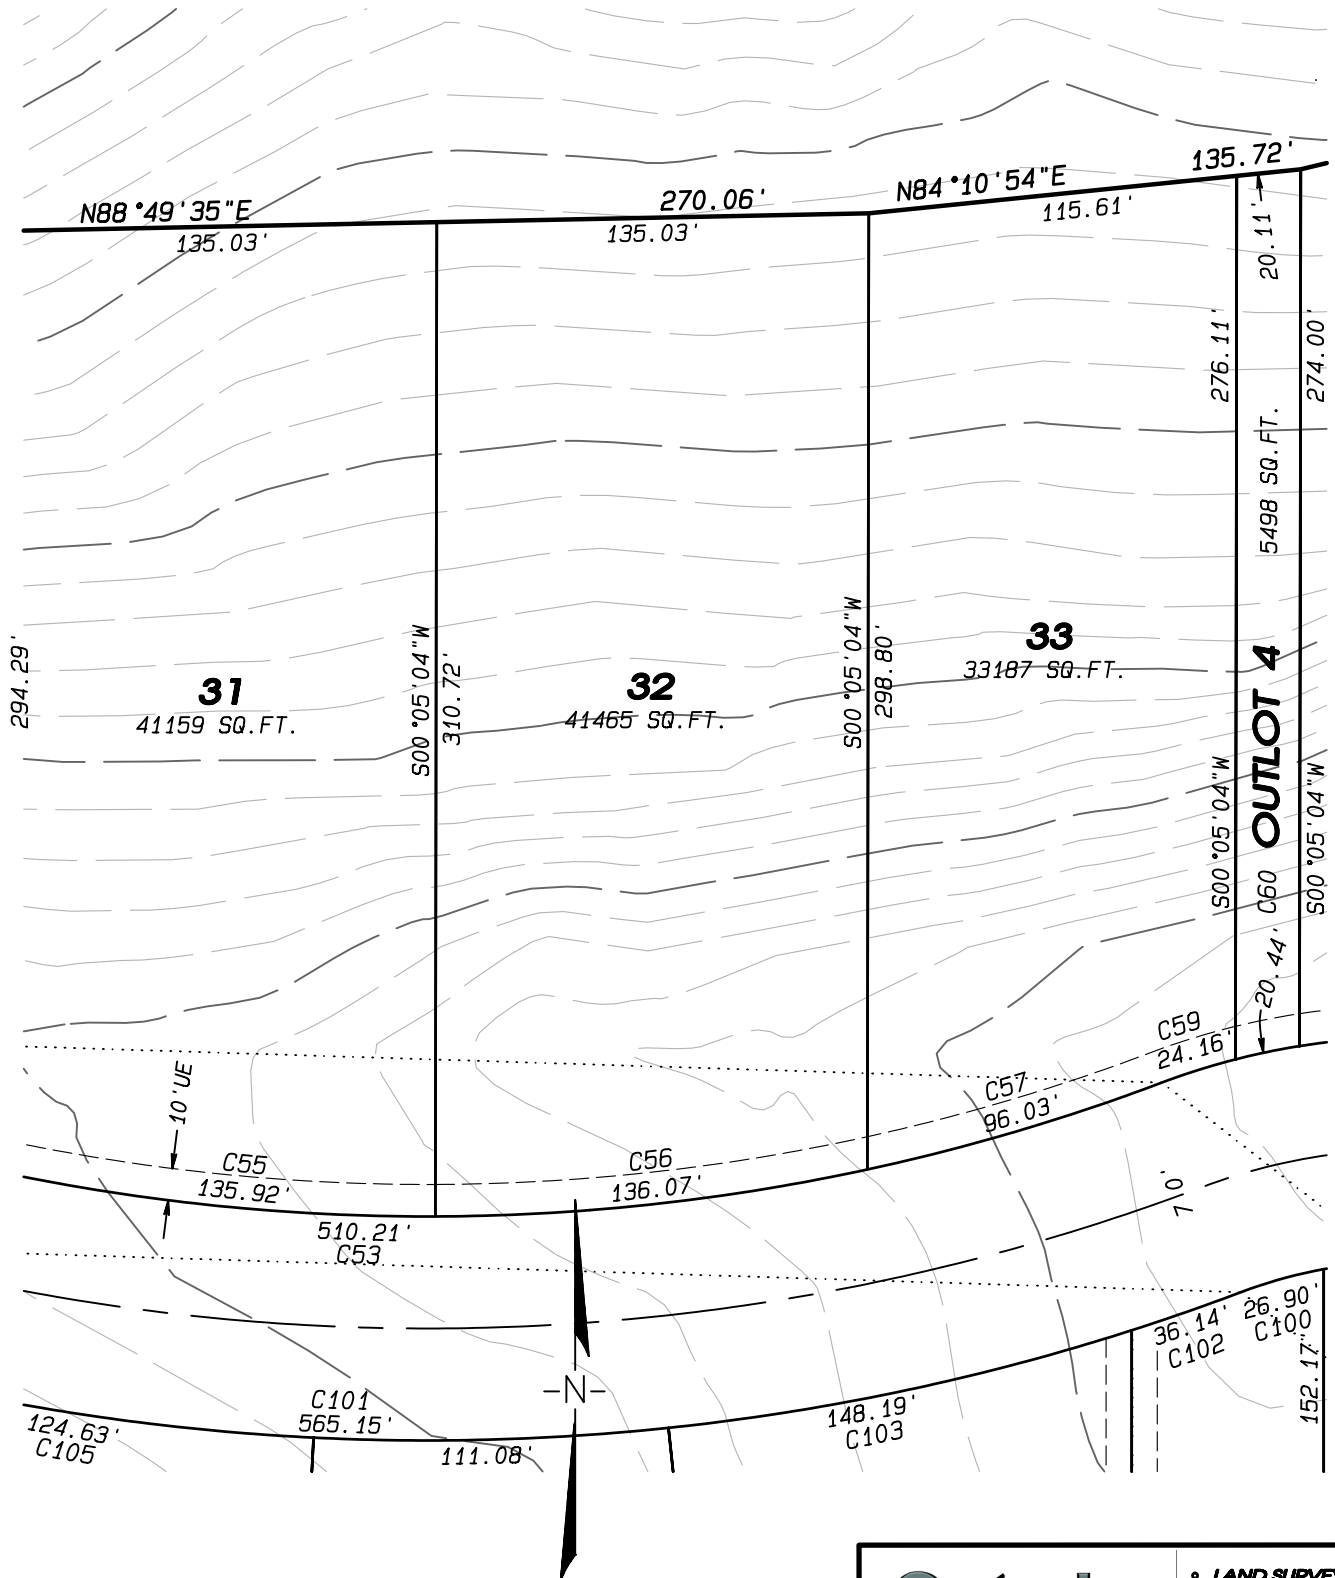 135.72'
N88°49'35"E
270.06'
N84°10'54"E
135.03'
135.03'
115.61'
20.11'
276.11'
274.00'
5498 SQ.FT.
294.29'
31
41159 SQ.FT.
S00°05'04"W
310.72'
32
41465 SQ.FT.
S00°05'04"W
298.80'
33
33187 SQ.FT.
OUTLOT 4
S00°05'04"W
C60
20.44'
S00°05'04"W
10'UE
C59
24.16'
C57
96.03'
C55
135.92'
C56
136.07'
510.21'
C53
70'
36.14'
C102
26.90'
C100
152.17'
N
C101
565.15'
124.63'
C105
111.08'
148.19'
C103
LAND SURVEY